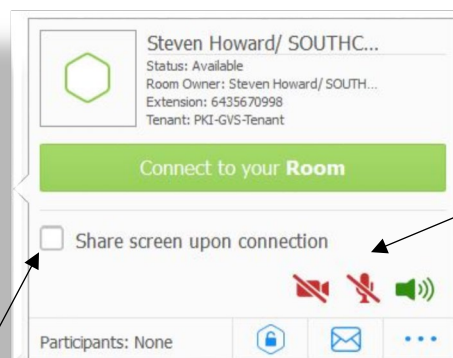 Steven Howard/ SOUTHC...
Status: Available
Room Owner: Steven Howard/ SOUTH...
Extension: 6435670998
Tenant: PKI-GVS-Tenant
Connect to your Room
Share screen upon connection
Participants: None